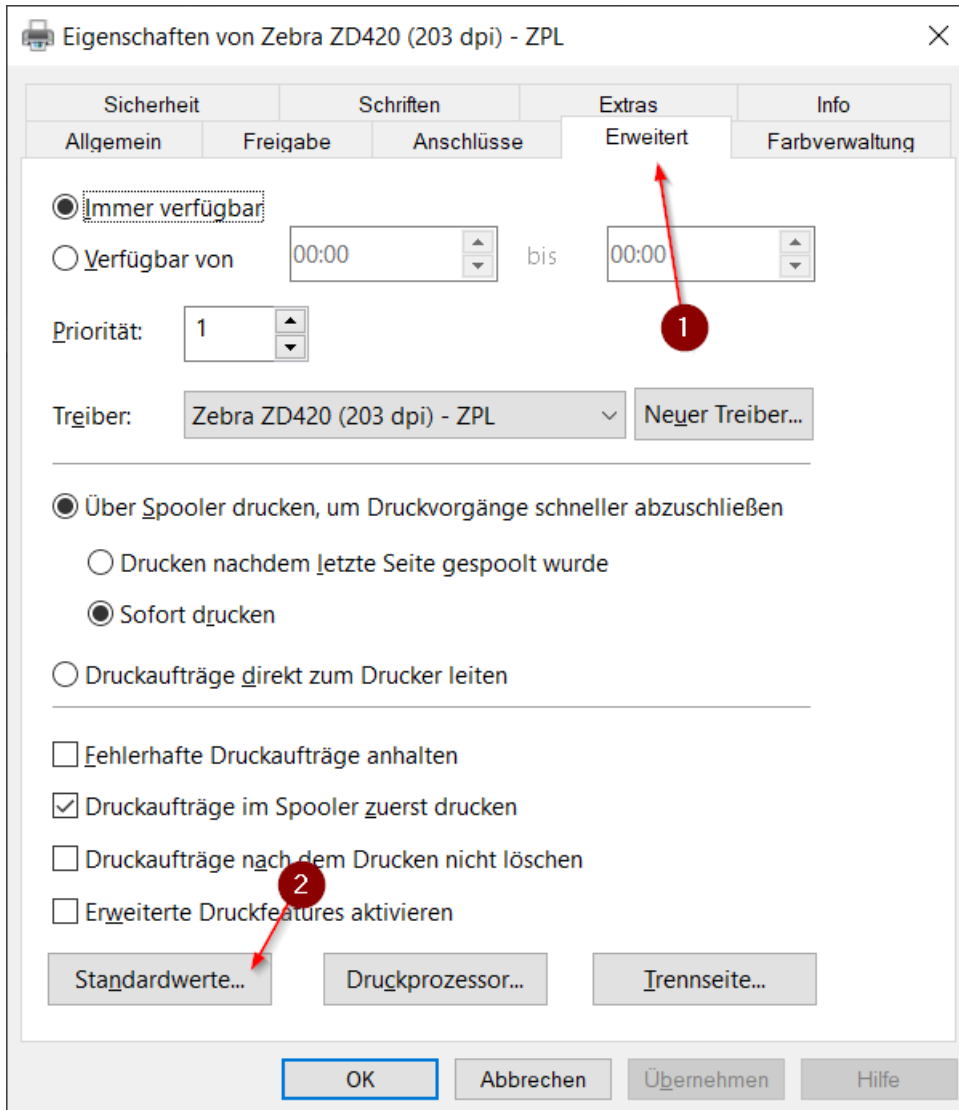 Eigenschaften von Zebra ZD420 (203 dpi) - ZPL
Sicherheit Schriften Extras Info
Allgemein Freigabe Anschlüsse Erweitert Farbverwaltung
Immer verfügbar
Verfügbar von 00:00 bis 00:00
1
Priorität: 1
Treiber: Zebra ZD420 (203 dpi) - ZPL Neuer Treiber...
Über Spooler drucken, um Druckvorgänge schneller abzuschließen
Drucken nachdem letzte Seite gespoolt wurde
Sofort drucken
Druckaufträge direkt zum Drucker leiten
Fehlerhafte Druckaufträge anhalten
Druckaufträge im Spooler zuerst drucken
Druckaufträge nach dem Drucken nicht löschen
2
Erweiterte Druckfeatures aktivieren
Standardwerte... Druckprozessor... Trennseite...
OK Abbrechen Übernehmen Hilfe